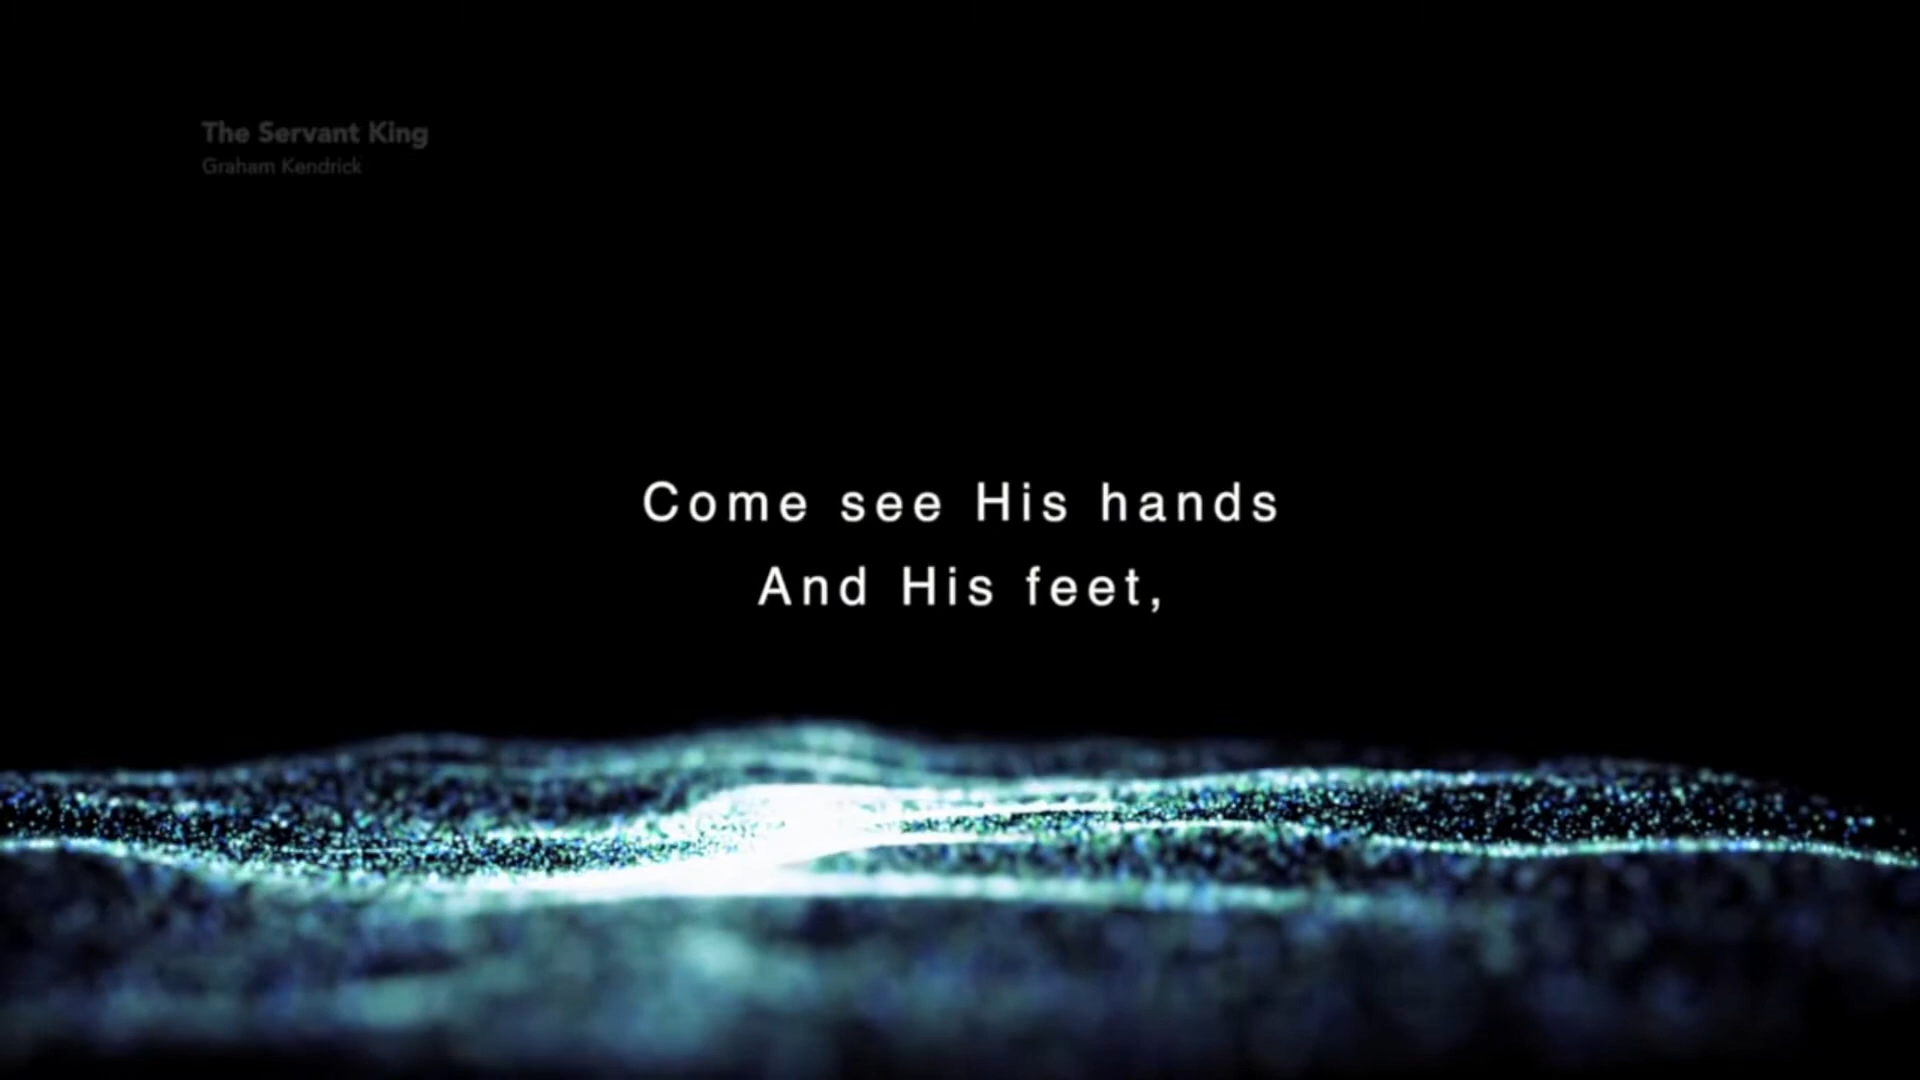 The Servant King
Graham Kendrick
Come see His hands
And His feet,